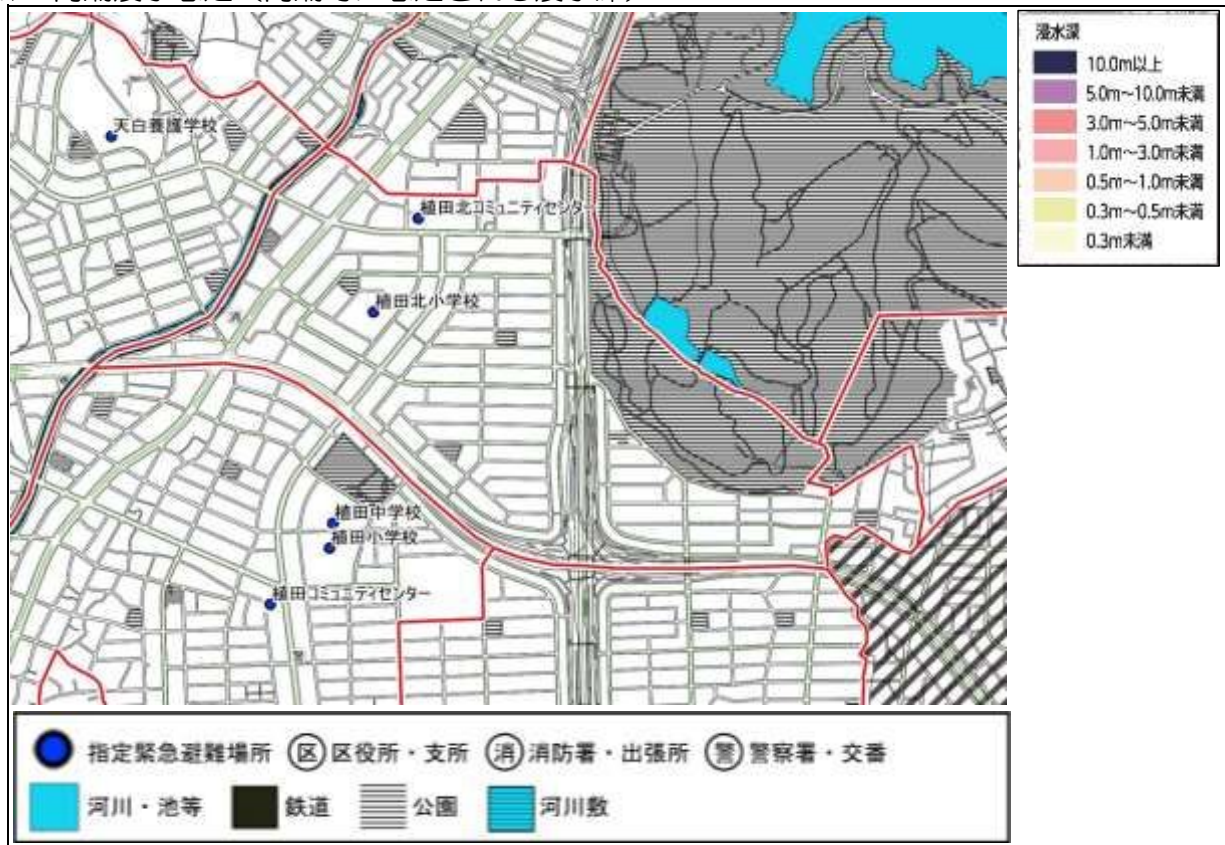 浸水深
10.0m以上
5.0m～10.0m未満
3.0m～5.0m未満
1.0m～3.0m未満
0.5m～1.0m未満
0.3m～0.5m未満
0.3m未満
天白養護学校
植田北コミュニティセンター
植田北小学校
植田中学校
植田小学校
植田コミュニティセンター
指定緊急避難場所 区 区役所・支所 消 消防署・出張所 警 警察署・交番
河川・池等 鉄道 公園 河川敷